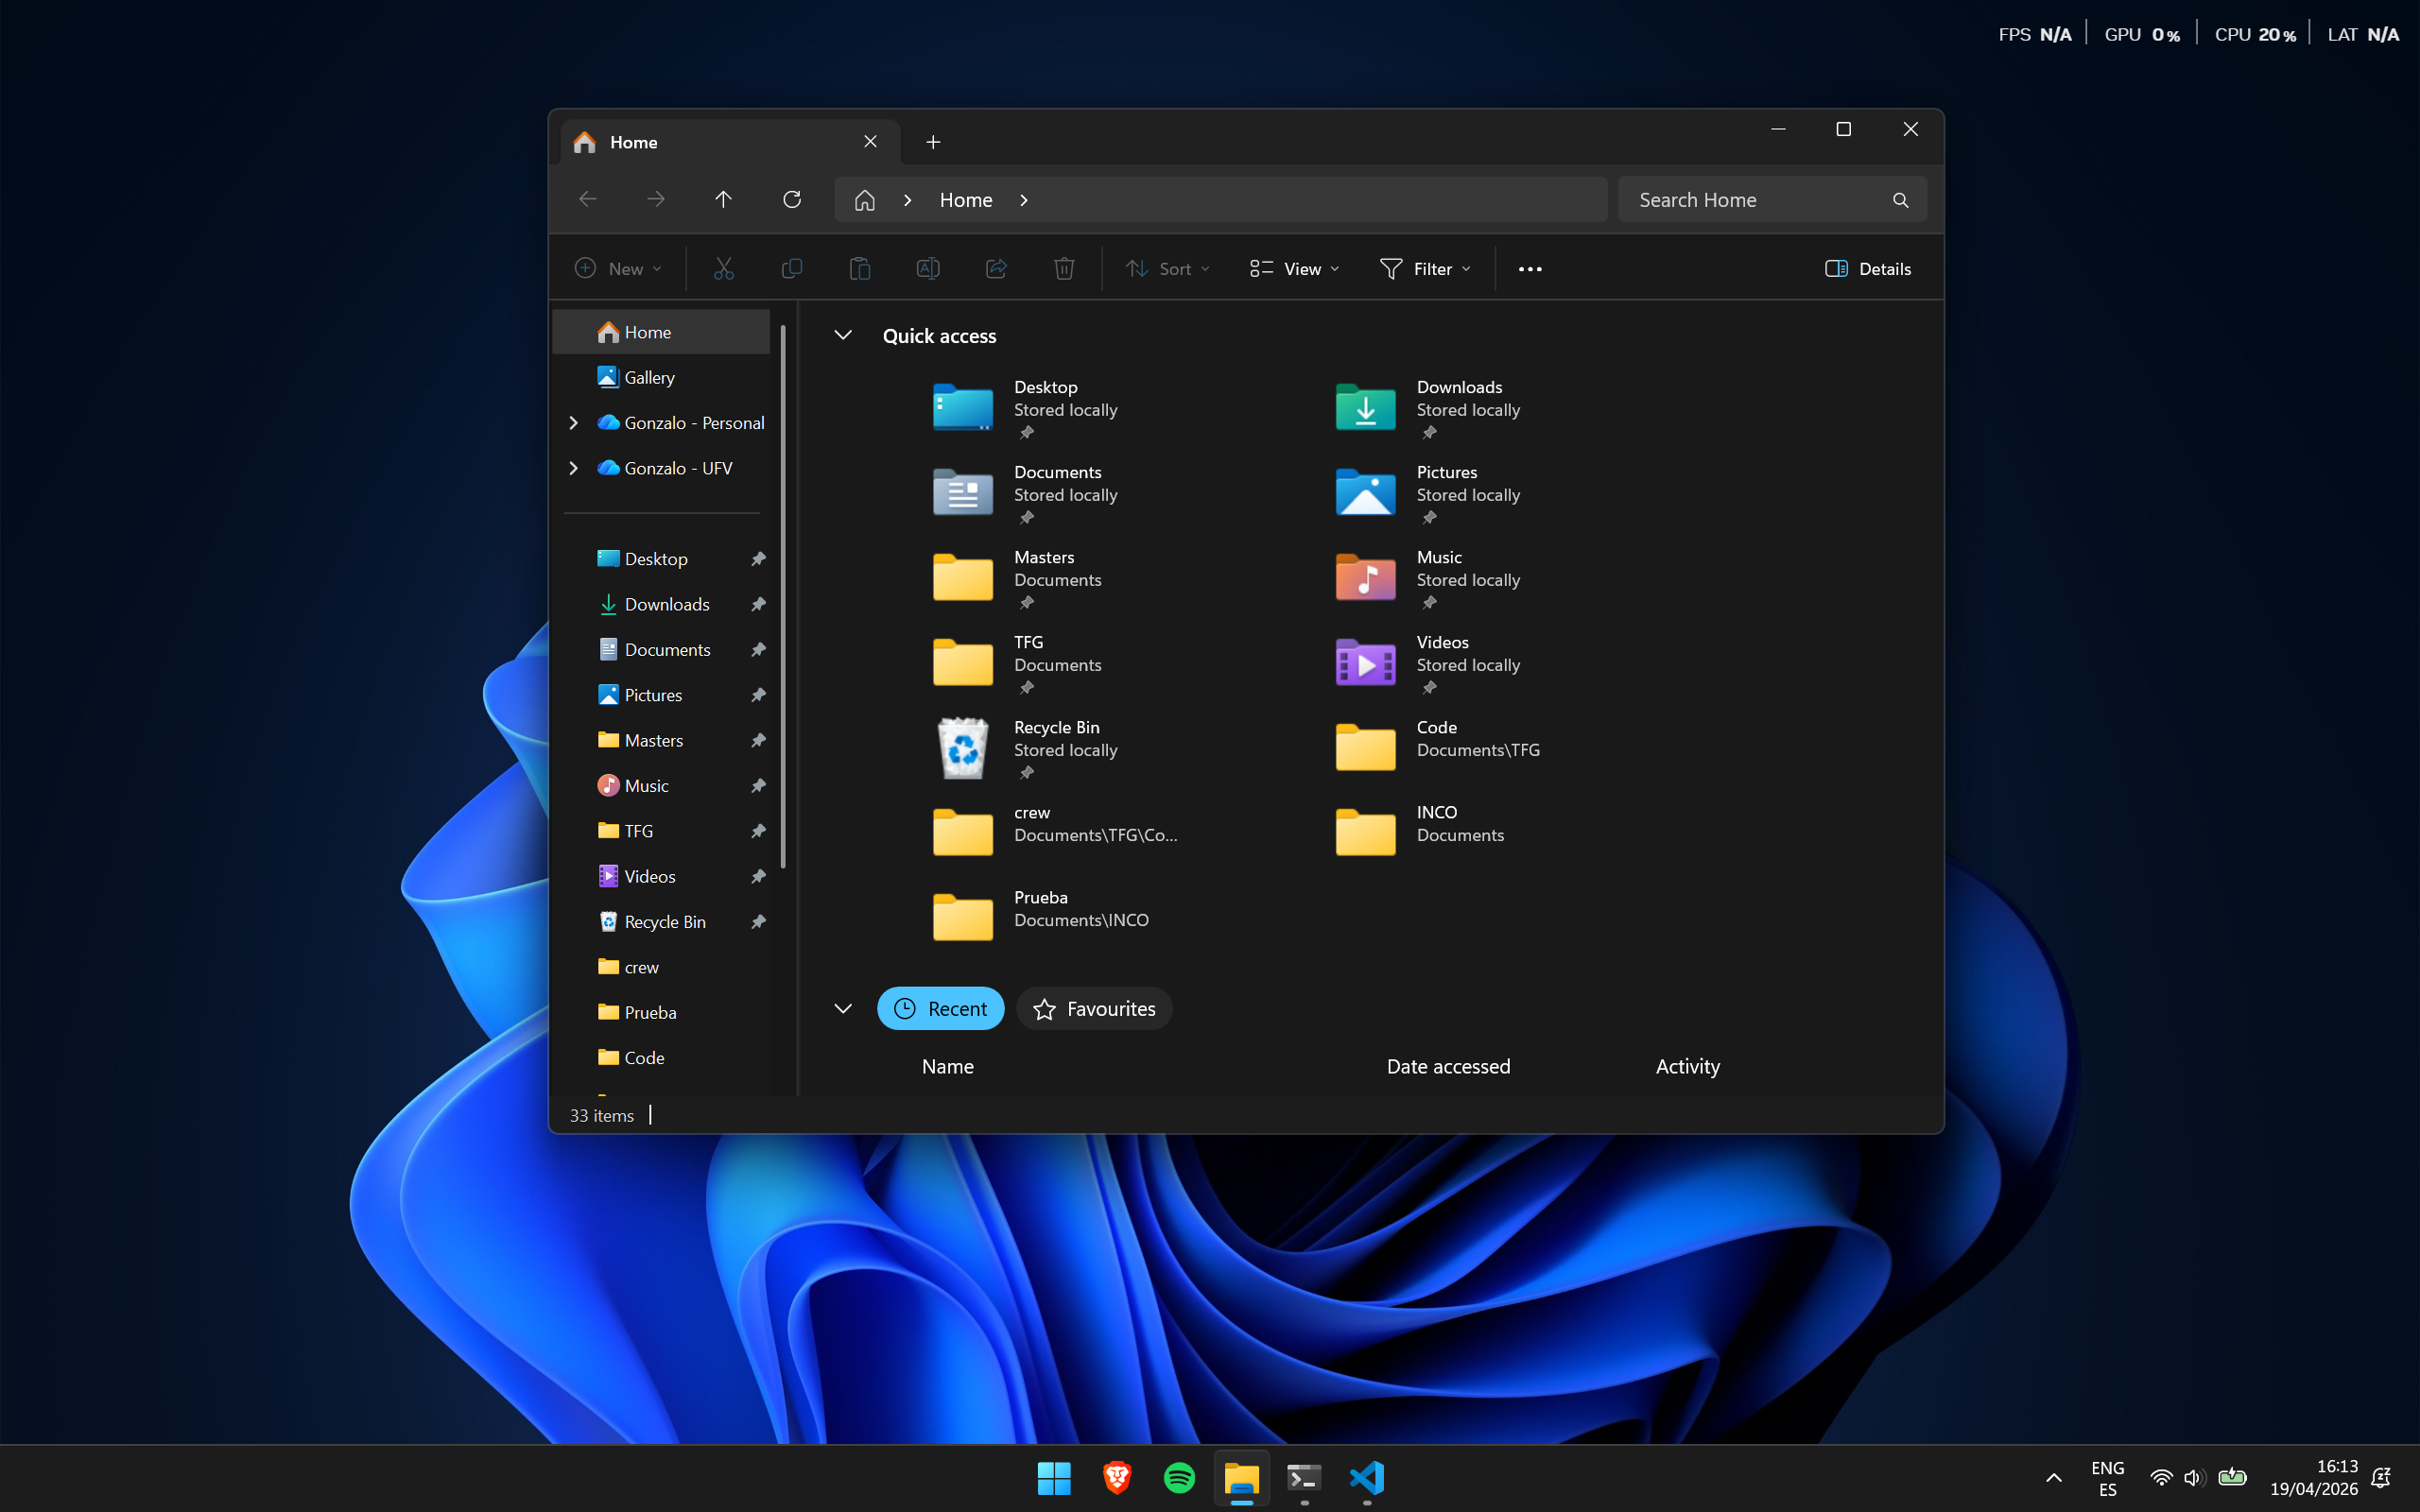 FPS N/A | GPU 0% | CPU 20% | LAT N/A
Home
Home
Search Home
New
Sort
View
Filter
Details
Home
Gallery
Gonzalo - Personal
Gonzalo - UFV
Desktop
Downloads
Documents
Pictures
Masters
Music
TFG
Videos
Recycle Bin
crew
Prueba
Code
Quick access
Desktop
Stored locally
Downloads
Stored locally
Documents
Stored locally
Pictures
Stored locally
Masters
Documents
Music
Stored locally
TFG
Documents
Videos
Stored locally
Recycle Bin
Stored locally
Code
Documents\TFG
crew
Documents\TFG\Co...
INCO
Documents
Prueba
Documents\INCO
Recent
Favourites
Name Date accessed Activity
33 items
ENG
ES
16:13
19/04/2026